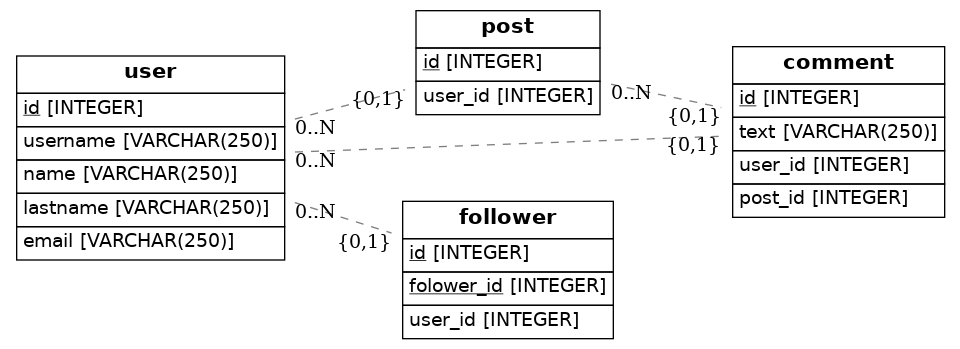 user
id [INTEGER]
username [VARCHAR(250)]
name [VARCHAR(250)]
lastname [VARCHAR(250)]
email [VARCHAR(250)]
0..N
{0,1}
0..N
{0,1}
0..N
{0,1}
post
id [INTEGER]
user_id [INTEGER]
0..N
{0,1}
follower
id [INTEGER]
folower_id [INTEGER]
user_id [INTEGER]
comment
id [INTEGER]
text [VARCHAR(250)]
user_id [INTEGER]
post_id [INTEGER]